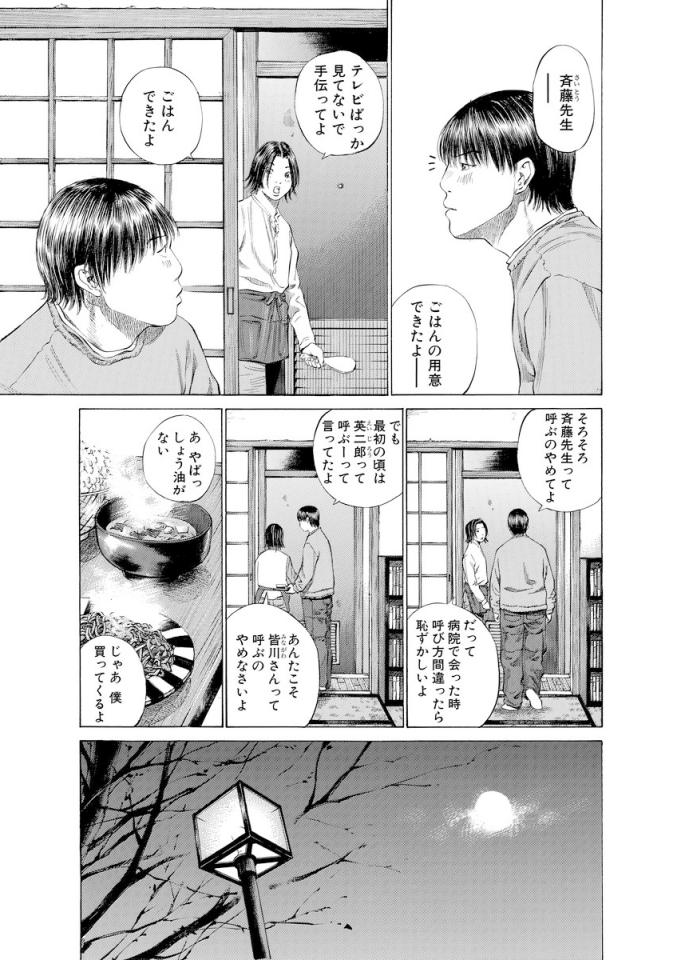 斉藤先生――
ごはんの用意
できたよ――
テレビばっか
見てないで
手伝ってよ
ごはん
できたよ
そろそろ
斉藤先生って
呼ぶのやめてよ
だって
病院で会った時
呼び方間違ったら
恥ずかしいよ
でも
最初の頃は
英二郎って
呼ぶーって
言ってたよ
あんたこそ
皆川さんって
呼ぶの
やめなさいよ
あ やばっ
しょう油が
ない
じゃあ 僕
買ってくるよ